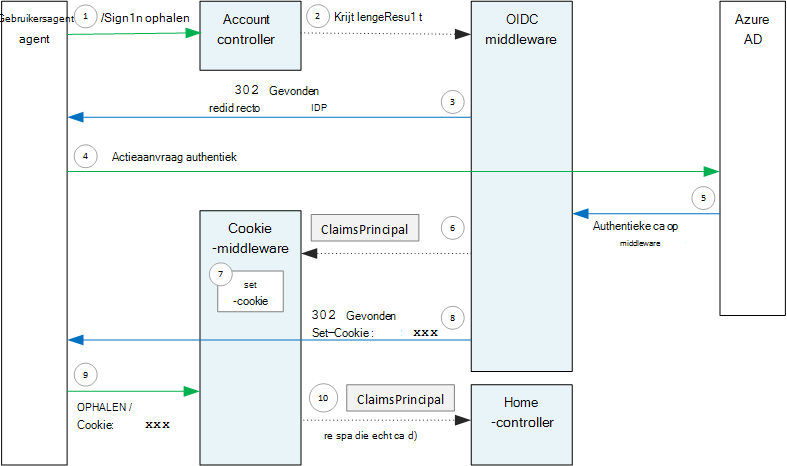 Gebruikersagent
agent
1 /Sign1n ophalen
Account
controller
2 Krijt lengeResu1 t
OIDC
middleware
Azure
AD
302 Gevonden
redid recto IDP
3
4 Actieaanvraag authentiek
5
Authentieke ca op
middleware
Cookie
-middleware
ClaimsPrincipal
6
7
set
-cookie
302 Gevonden
Set-Cookie: xxx
8
9
OPHALEN /
Cookie: xxx
10 ClaimsPrincipal
re spa die echt ca d)
Home
-controller